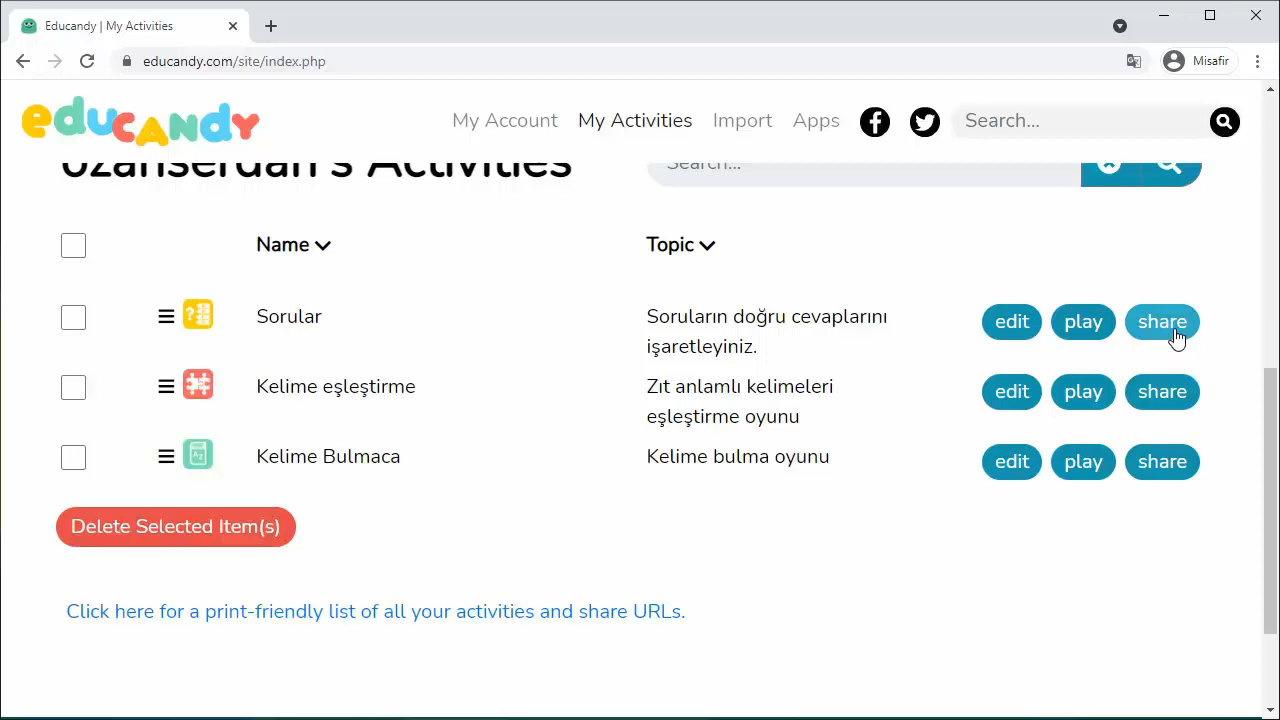 Educandy | My Activities
educandy.com/site/index.php
Misafir
educandy
My Account
My Activities
Import
Apps
Search...
ozanserdan's Activities
Search...
Name
Topic
Sorular
Soruların doğru cevaplarını
işaretleyiniz.
edit
play
share
Kelime eşleştirme
Zıt anlamlı kelimeleri
eşleştirme oyunu
edit
play
share
Kelime Bulmaca
Kelime bulma oyunu
edit
play
share
Delete Selected Item(s)
Click here for a print-friendly list of all your activities and share URLs.